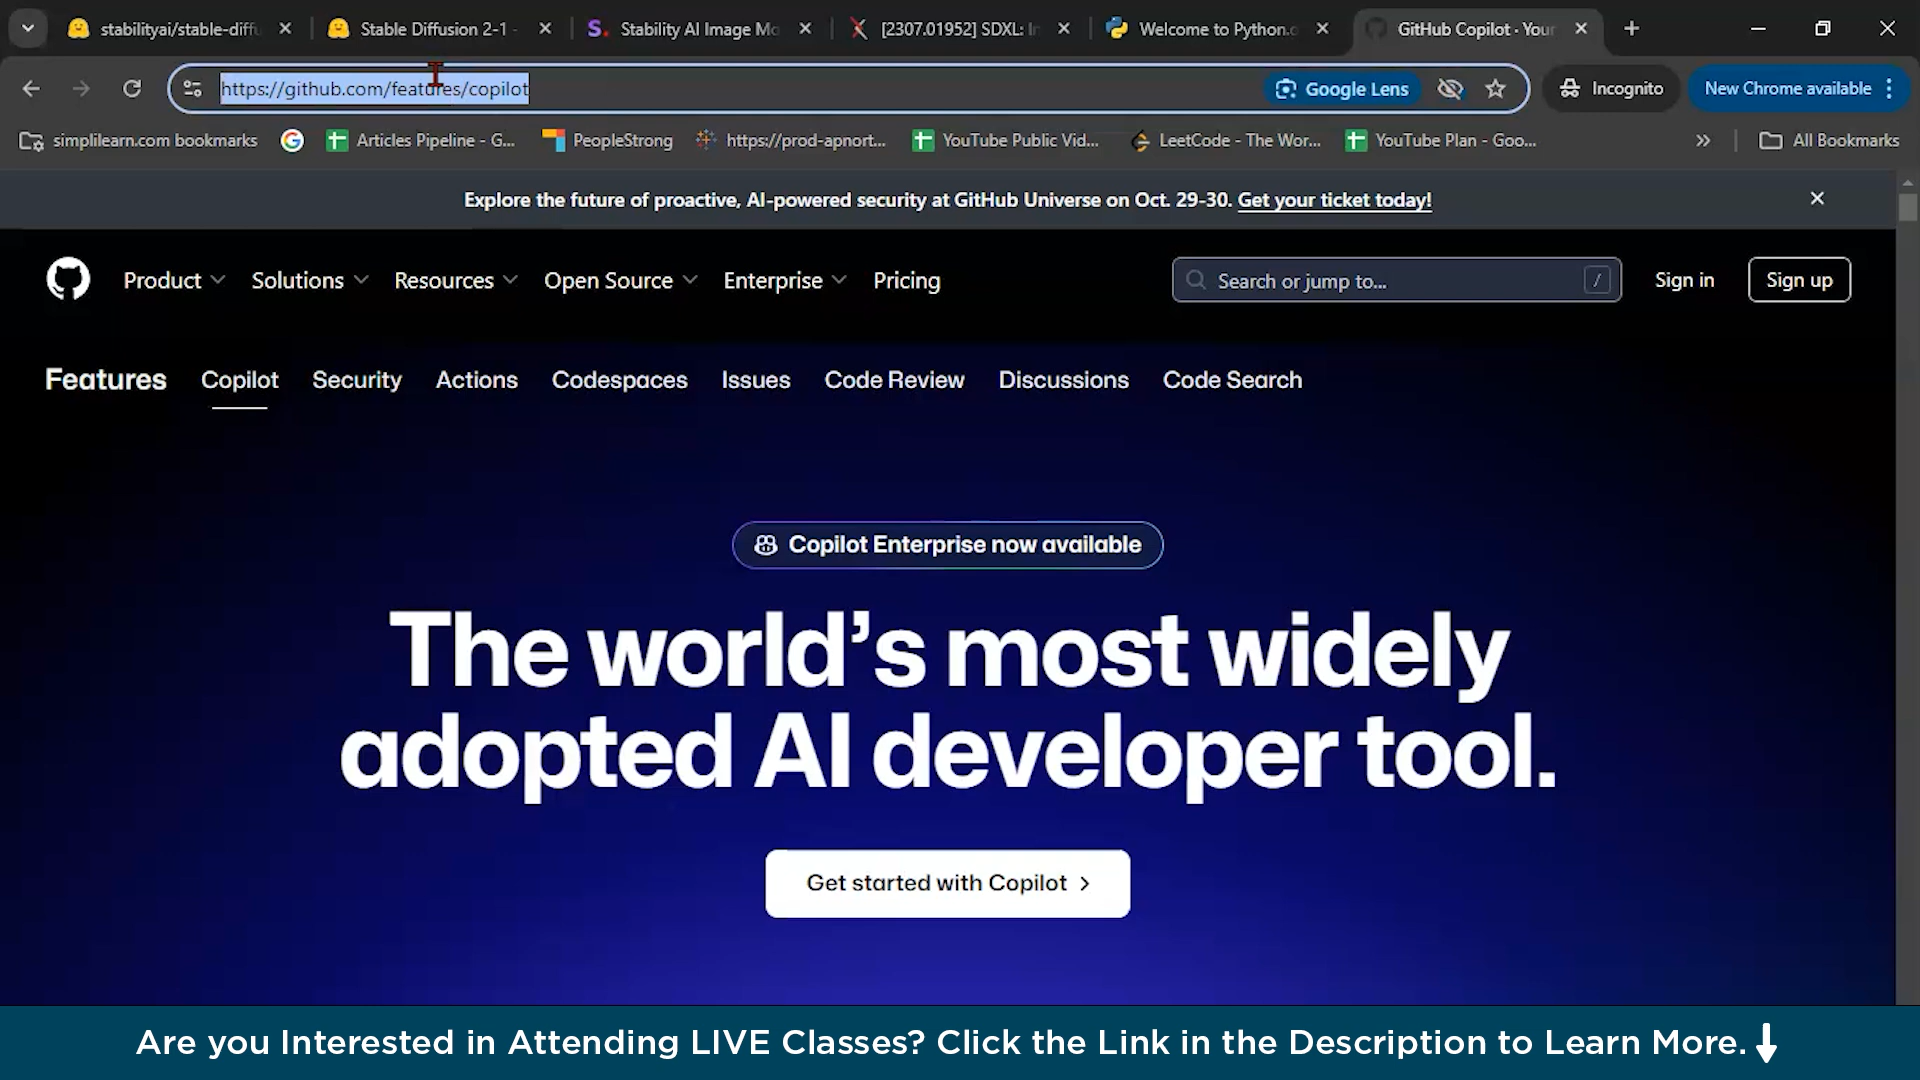 stabilityai/stable-diffu
Stable Diffusion 2-1 -
S. Stability AI Image Mo
[2307.01952] SDXL: In
Welcome to Python.o
GitHub Copilot · Your
https://github.com/features/copilot
Google Lens
Incognito
New Chrome available
simplilearn.com bookmarks
Articles Pipeline - G...
PeopleStrong
https://prod-apnort...
YouTube Public Vid...
LeetCode - The Wor...
YouTube Plan - Goo...
All Bookmarks
Explore the future of proactive, AI-powered security at GitHub Universe on Oct. 29-30. Get your ticket today!
Product
Solutions
Resources
Open Source
Enterprise
Pricing
Search or jump to...
/
Sign in
Sign up
Features
Copilot
Security
Actions
Codespaces
Issues
Code Review
Discussions
Code Search
Copilot Enterprise now available
The world's most widely
adopted AI developer tool.
Get started with Copilot
Are you Interested in Attending LIVE Classes? Click the Link in the Description to Learn More.